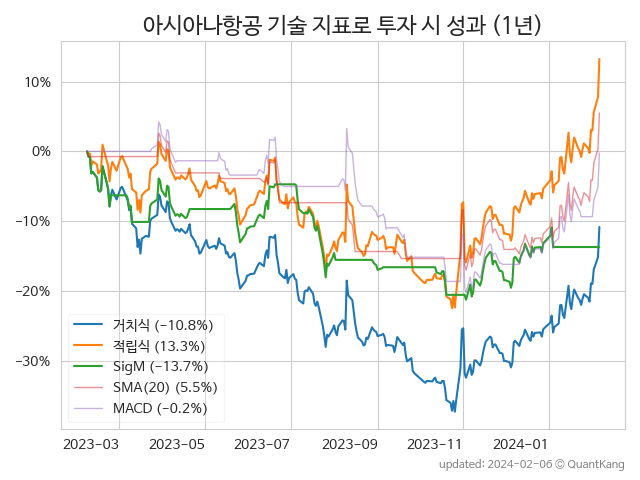 아시아나항공 기술 지표로 투자 시 성과 (1년)
10%
0%
−10%
−20%
−30%
거치식 (−10.8%)
적립식 (13.3%)
SigM (−13.7%)
SMA(20) (5.5%)
MACD (−0.2%)
2023-03 2023-05 2023-07 2023-09 2023-11 2024-01
updated: 2024-02-06 © QuantKang